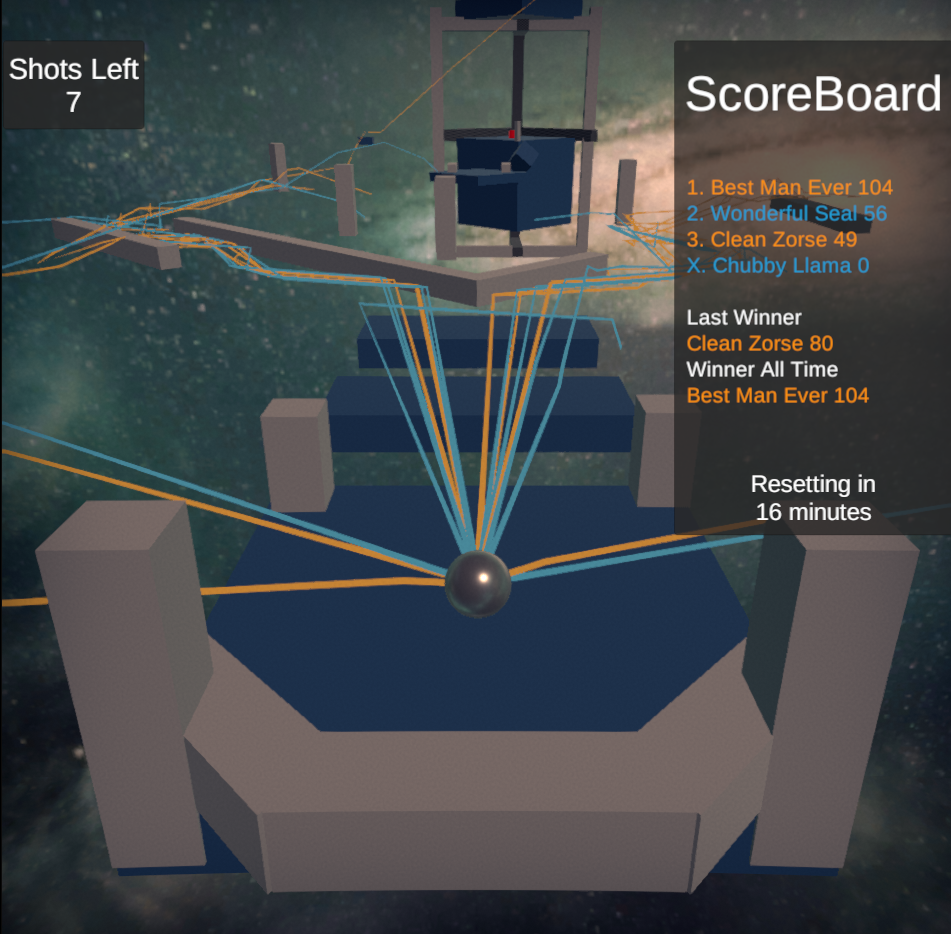 Shots Left
7
ScoreBoard
1. Best Man Ever 104
2. Wonderful Seal 56
3. Clean Zorse 49
X. Chubby Llama 0
Last Winner
Clean Zorse 80
Winner All Time
Best Man Ever 104
Resetting in
16 minutes